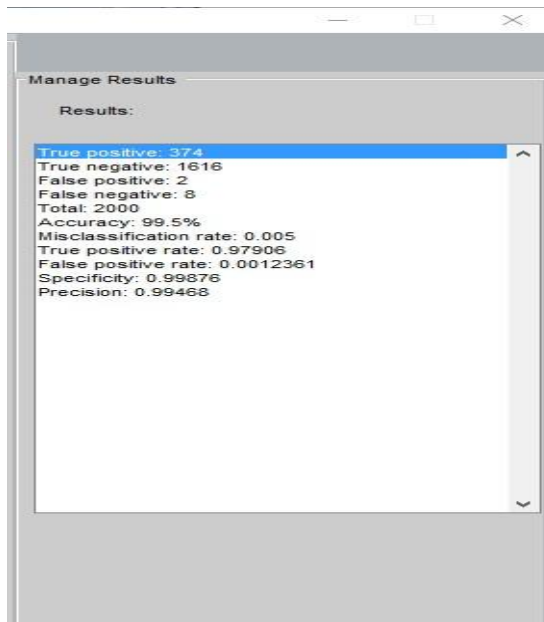 Manage Results
Results:
True positive: 374
True negative: 1616
False positive: 2
False negative: 8
Total: 2000
Accuracy: 99.5%
Misclassification rate: 0.005
True positive rate: 0.97906
False positive rate: 0.0012361
Specificity: 0.99876
Precision: 0.99468